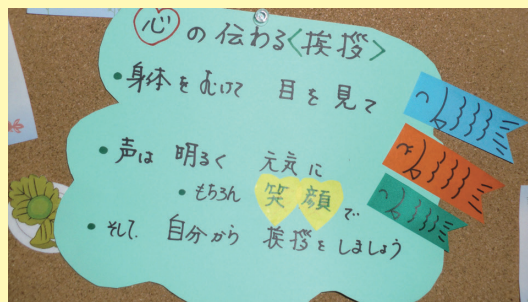 心の伝わる〈挨拶〉
・身体をむけて 目を見て
・声は 明るく 元気に
・もちろん 笑顔で
・そして 自分から 挨拶をしましょう